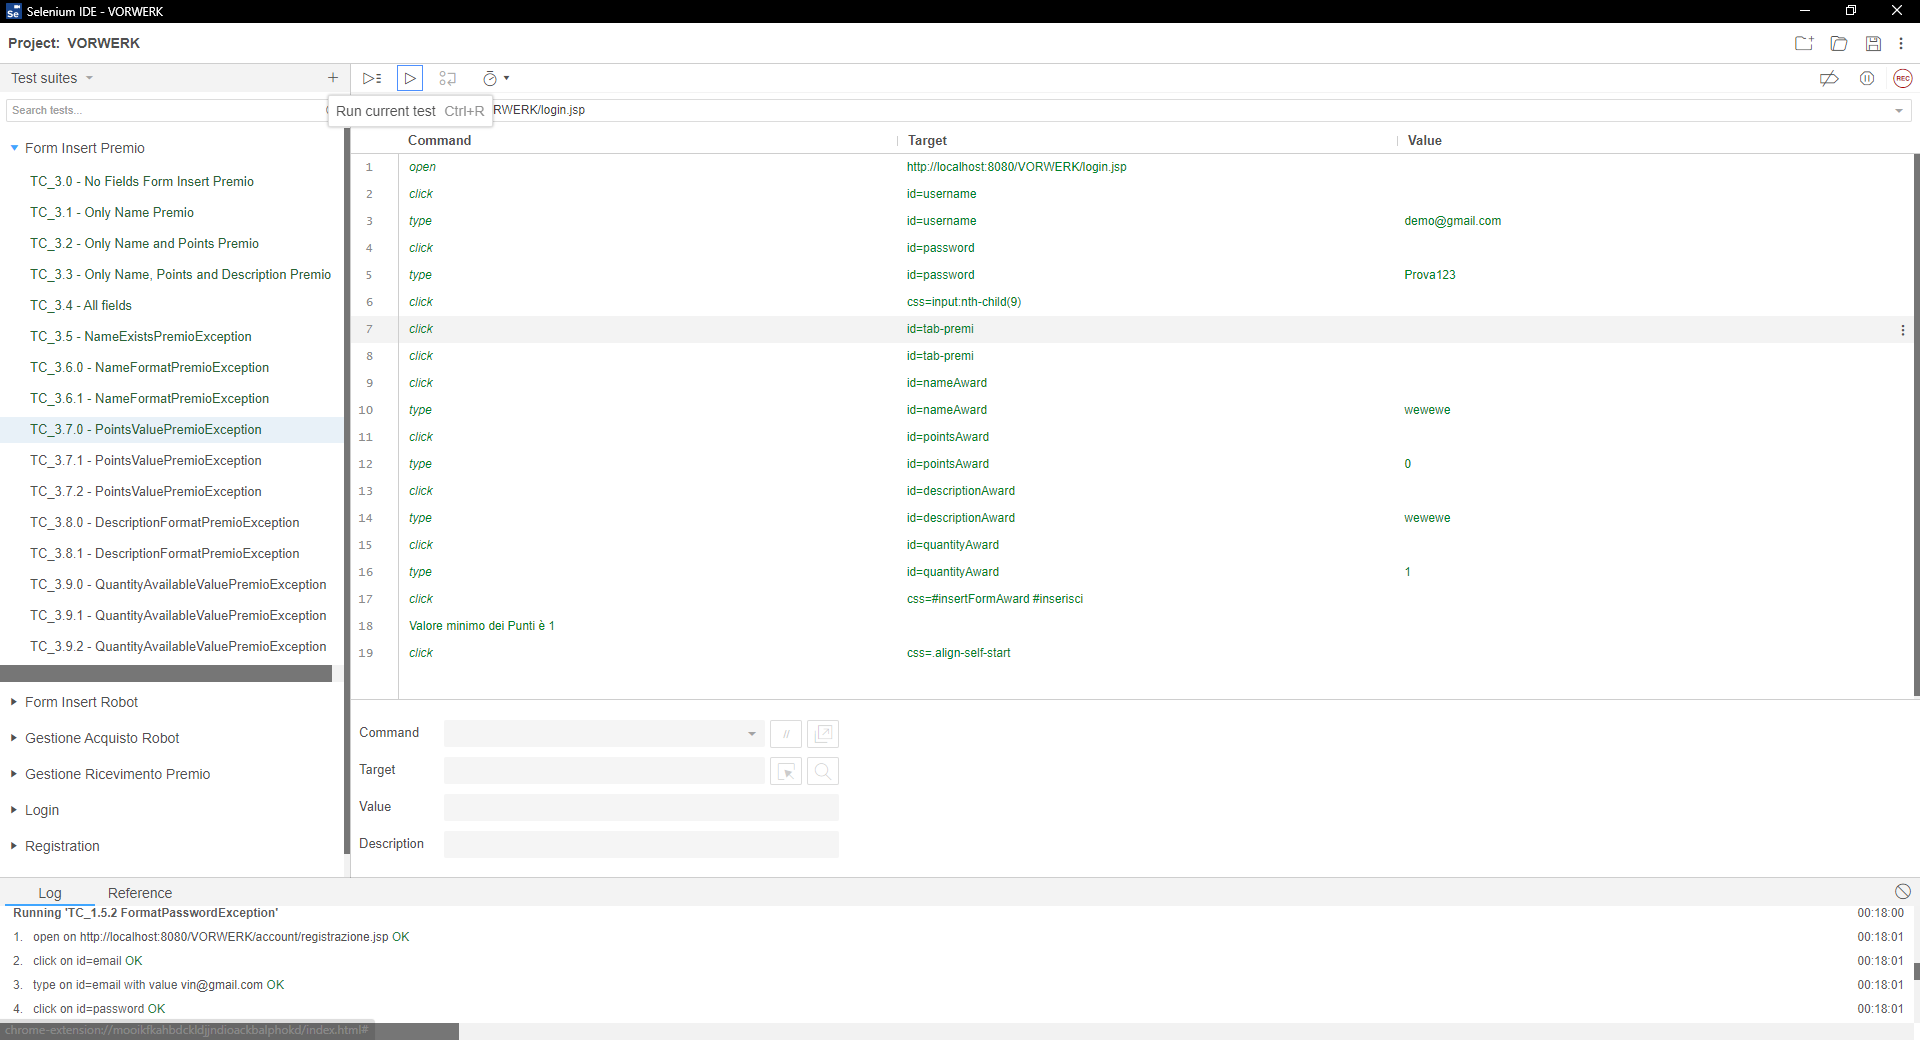 Selenium IDE - VORWERK
Project: VORWERK
Test suites
Search tests...
Run current test Ctrl+R
RWERK/login.jsp
Command Target Value
Form Insert Premio
TC_3.0 - No Fields Form Insert Premio
TC_3.1 - Only Name Premio
TC_3.2 - Only Name and Points Premio
TC_3.3 - Only Name, Points and Description Premio
TC_3.4 - All fields
TC_3.5 - NameExistsPremioException
TC_3.6.0 - NameFormatPremioException
TC_3.6.1 - NameFormatPremioException
TC_3.7.0 - PointsValuePremioException
TC_3.7.1 - PointsValuePremioException
TC_3.7.2 - PointsValuePremioException
TC_3.8.0 - DescriptionFormatPremioException
TC_3.8.1 - DescriptionFormatPremioException
TC_3.9.0 - QuantityAvailableValuePremioException
TC_3.9.1 - QuantityAvailableValuePremioException
TC_3.9.2 - QuantityAvailableValuePremioException
Form Insert Robot
Gestione Acquisto Robot
Gestione Ricevimento Premio
Login
Registration
1 open http://localhost:8080/VORWERK/login.jsp
2 click id=username
3 type id=username demo@gmail.com
4 click id=password
5 type id=password Prova123
6 click css=input:nth-child(9)
7 click id=tab-premi
8 click id=tab-premi
9 click id=nameAward
10 type id=nameAward wewewe
11 click id=pointsAward
12 type id=pointsAward 0
13 click id=descriptionAward
14 type id=descriptionAward wewewe
15 click id=quantityAward
16 type id=quantityAward 1
17 click css=#insertFormAward #inserisci
18 Valore minimo dei Punti è 1
19 click css=.align-self-start
Command //
Target
Value
Description
REC
Log Reference
Running 'TC_1.5.2 FormatPasswordException' 00:18:00
1. open on http://localhost:8080/VORWERK/account/registrazione.jsp OK 00:18:01
2. click on id=email OK 00:18:01
3. type on id=email with value vin@gmail.com OK 00:18:01
4. click on id=password OK 00:18:01